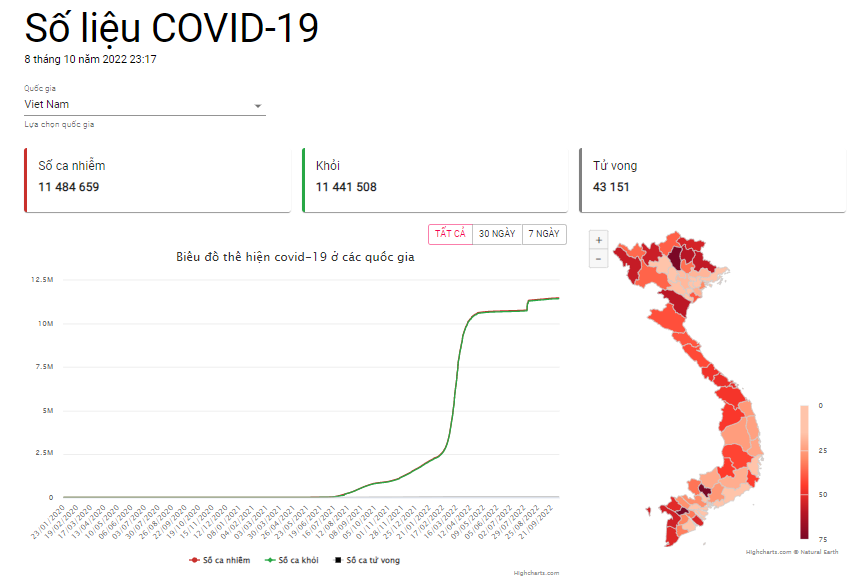 Số liệu COVID-19
8 tháng 10 năm 2022 23:17
Quốc gia
Viet Nam
Lựa chọn quốc gia
Số ca nhiễm
11 484 659
Khỏi
11 441 508
Tử vong
43 151
TẤT CẢ 30 NGÀY 7 NGÀY
Biểu đồ thể hiện covid-19 ở các quốc gia
12.5M
10M
7.5M
5M
2.5M
0
23/01/2020 19/02/2020 17/03/2020 13/04/2020 10/05/2020 06/06/2020 03/07/2020 30/07/2020 26/08/2020 22/09/2020 19/10/2020 15/11/2020 12/12/2020 08/01/2021 04/02/2021 03/03/2021 30/03/2021 26/04/2021 23/05/2021 19/06/2021 16/07/2021 12/08/2021 08/09/2021 05/10/2021 01/11/2021 28/11/2021 25/12/2021 21/01/2022 17/02/2022 16/03/2022 12/04/2022 09/05/2022 05/06/2022 02/07/2022 29/07/2022 25/08/2022 21/09/2022
Số ca nhiễm Số ca khỏi Số ca tử vong
Highcharts.com
+
−
0
25
50
75
Highcharts.com © Natural Earth